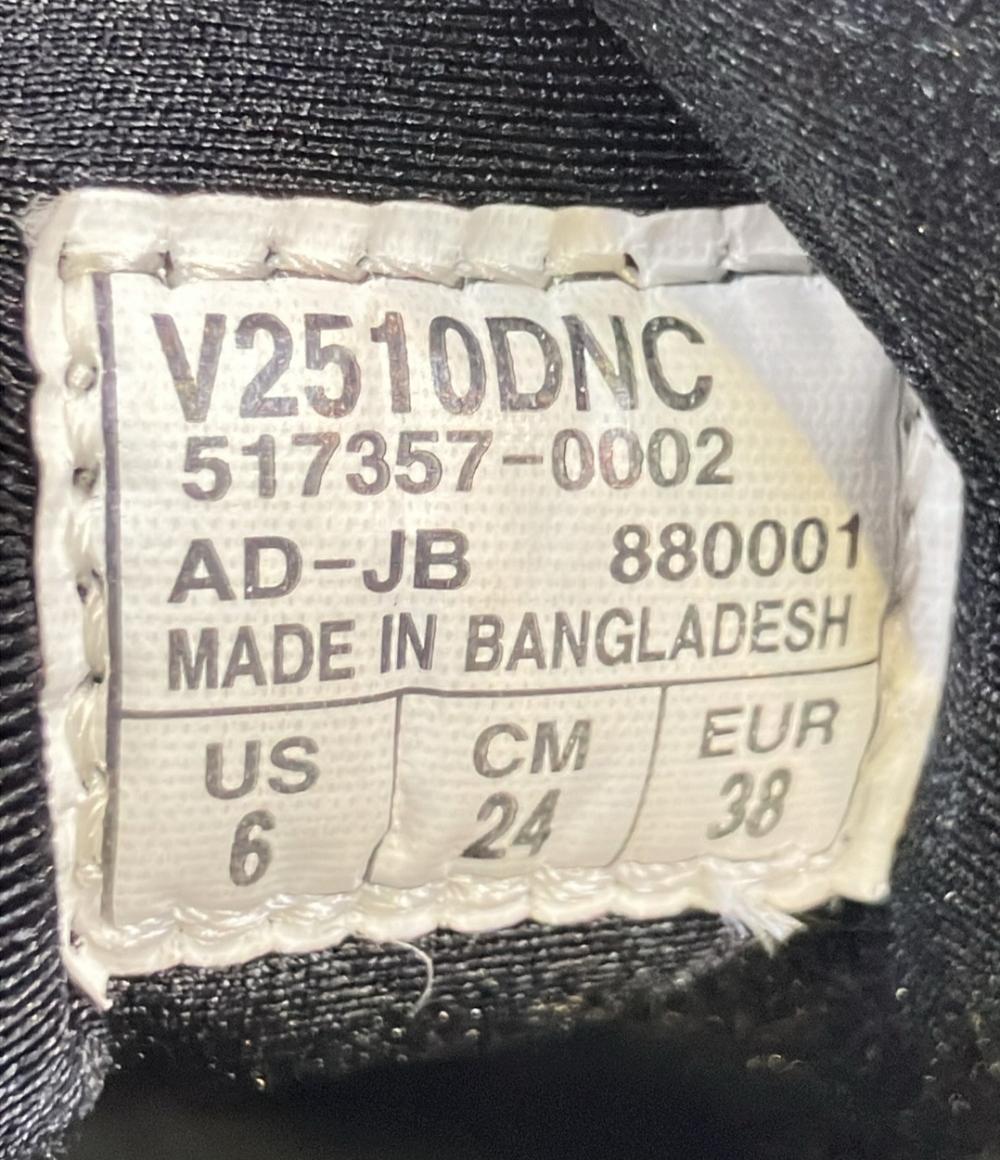 V2510DNC
517357-0002
AD-JB 880001
MADE IN BANGLADESH
US CM EUR
6 24 38